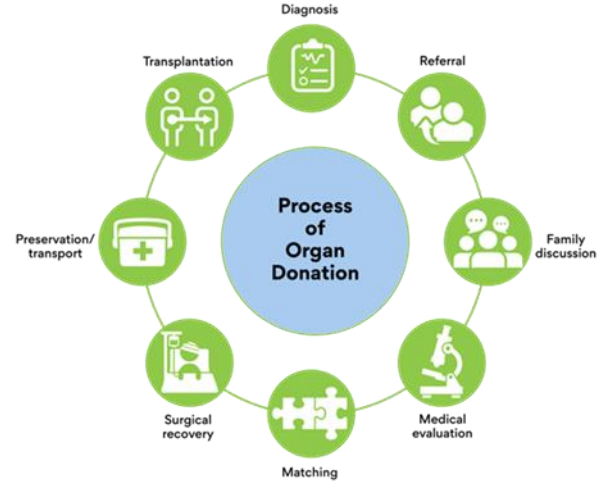 Diagnosis
Referral
Family
discussion
Medical
evaluation
Matching
Surgical
recovery
Preservation/
transport
Transplantation
Process
of
Organ
Donation